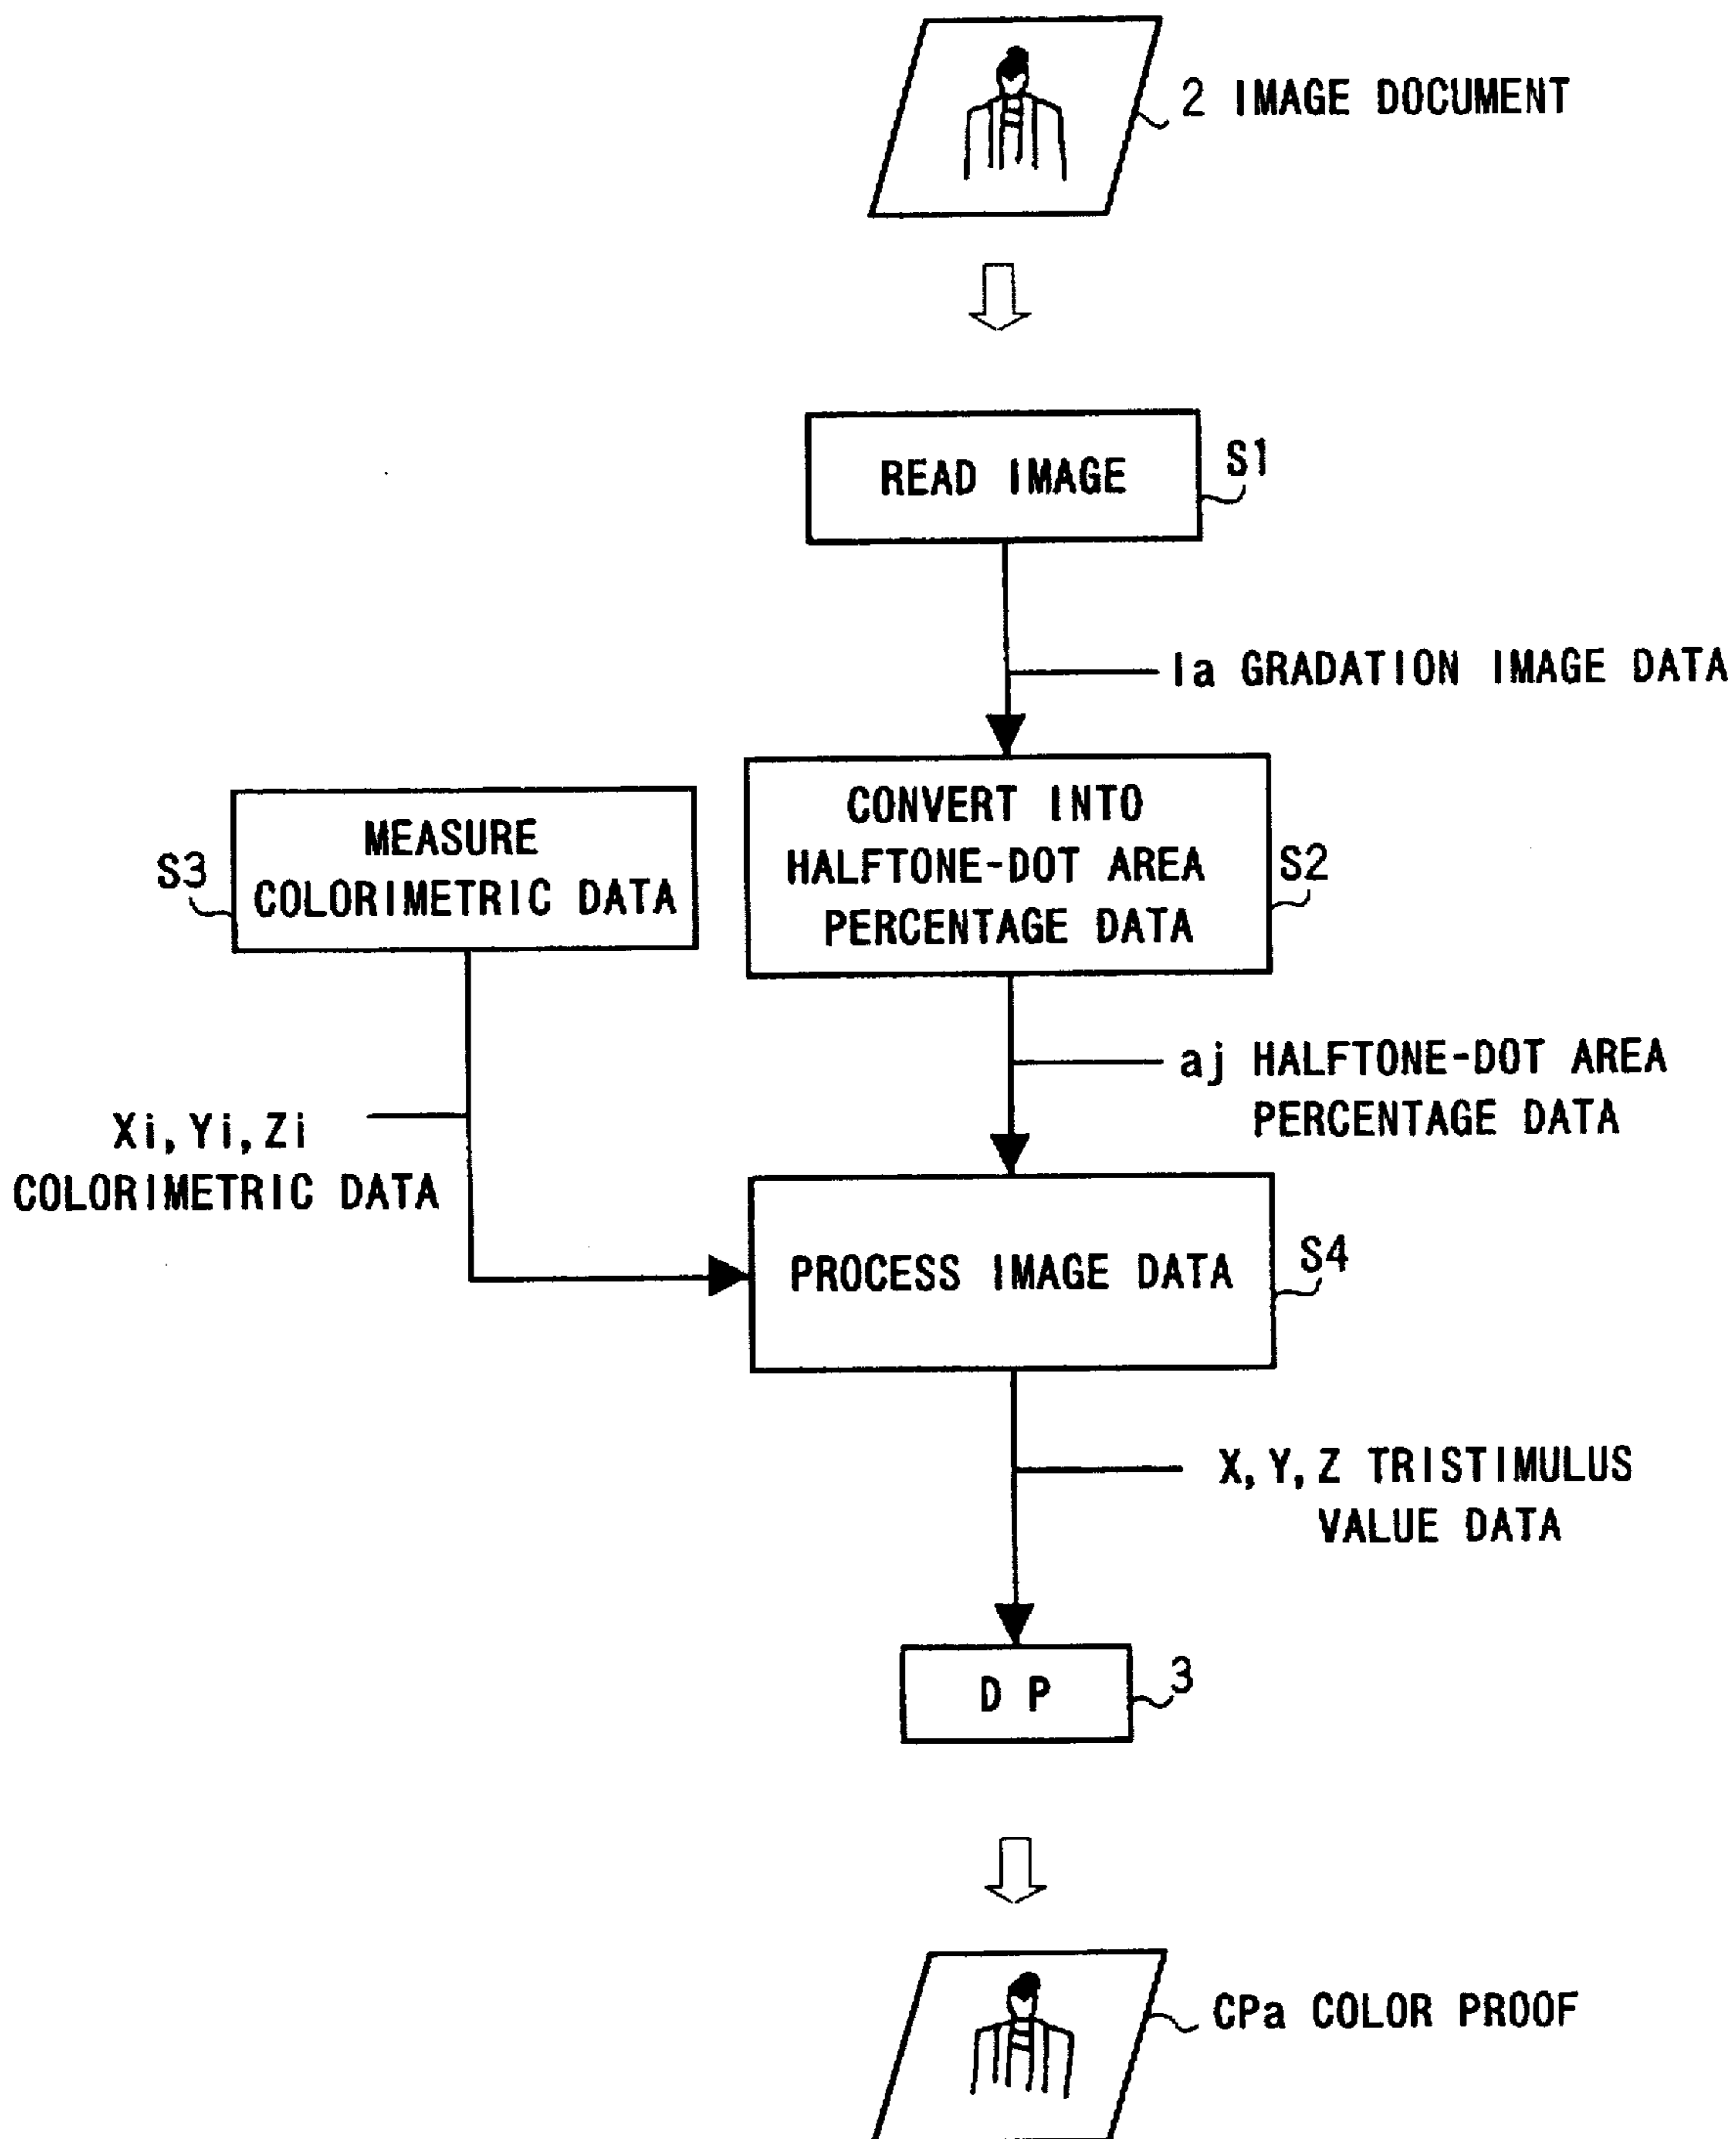 2 IMAGE DOCUMENT
READ IMAGE
S1
Ia GRADATION IMAGE DATA
CONVERT INTO
HALFTONE-DOT AREA
PERCENTAGE DATA
S2
MEASURE
COLORIMETRIC DATA
S3
aj HALFTONE-DOT AREA
PERCENTAGE DATA
Xi, Yi, Zi
COLORIMETRIC DATA
PROCESS IMAGE DATA
S4
X, Y, Z TRISTIMULUS
VALUE DATA
D P
3
CPa COLOR PROOF